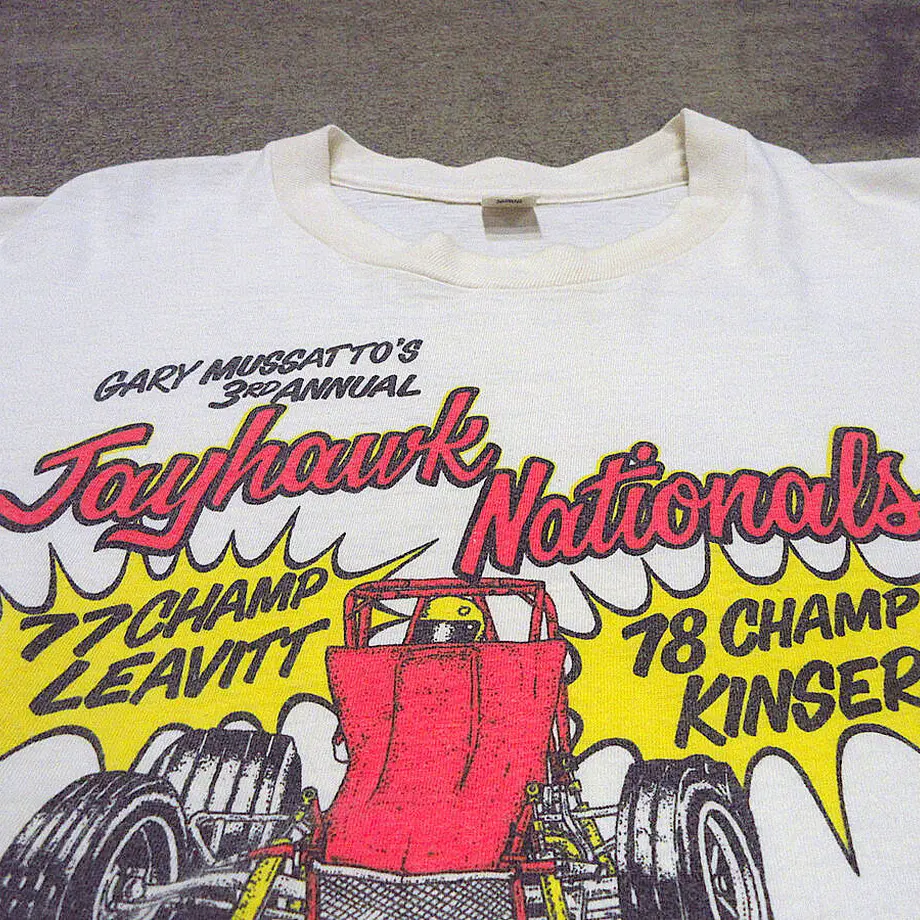 GARY MUSSATTO'S
3RD ANNUAL
Jayhawk
Nationals
77 CHAMP
LEAVITT
78 CHAMP
KINSER